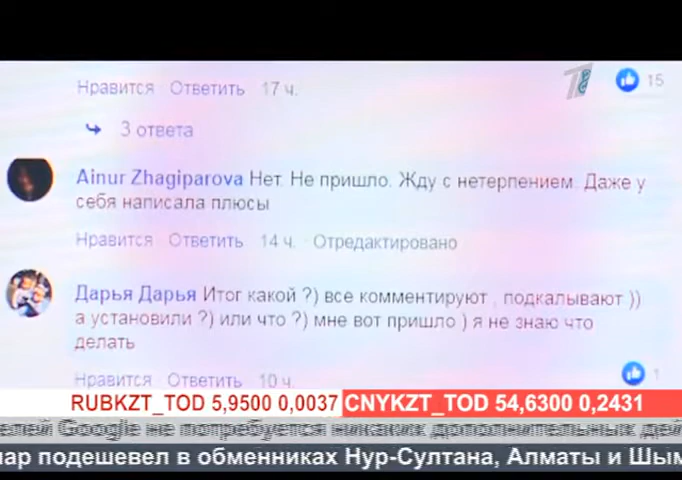 Нравится Ответить 17 ч. 15
3 ответа
Ainur Zhagiparova Нет. Не пришло. Жду с нетерпением. Даже у
себя написала плюсы
Нравится Ответить 14 ч. Отредактировано
Дарья Дарья Итог какой ?) все комментируют , подкалывают ))
а установили ?) или что ?) мне вот пришло ) я не знаю что
делать
Нравится Ответить 10 ч. 1
RUBKZT_TOD 5,9500 0,0037 CNYKZT_TOD 54,6300 0,2431
елей Google не потребуется никаких дополнительных дей
лар подешевел в обменниках Нур-Султана, Алматы и Шым